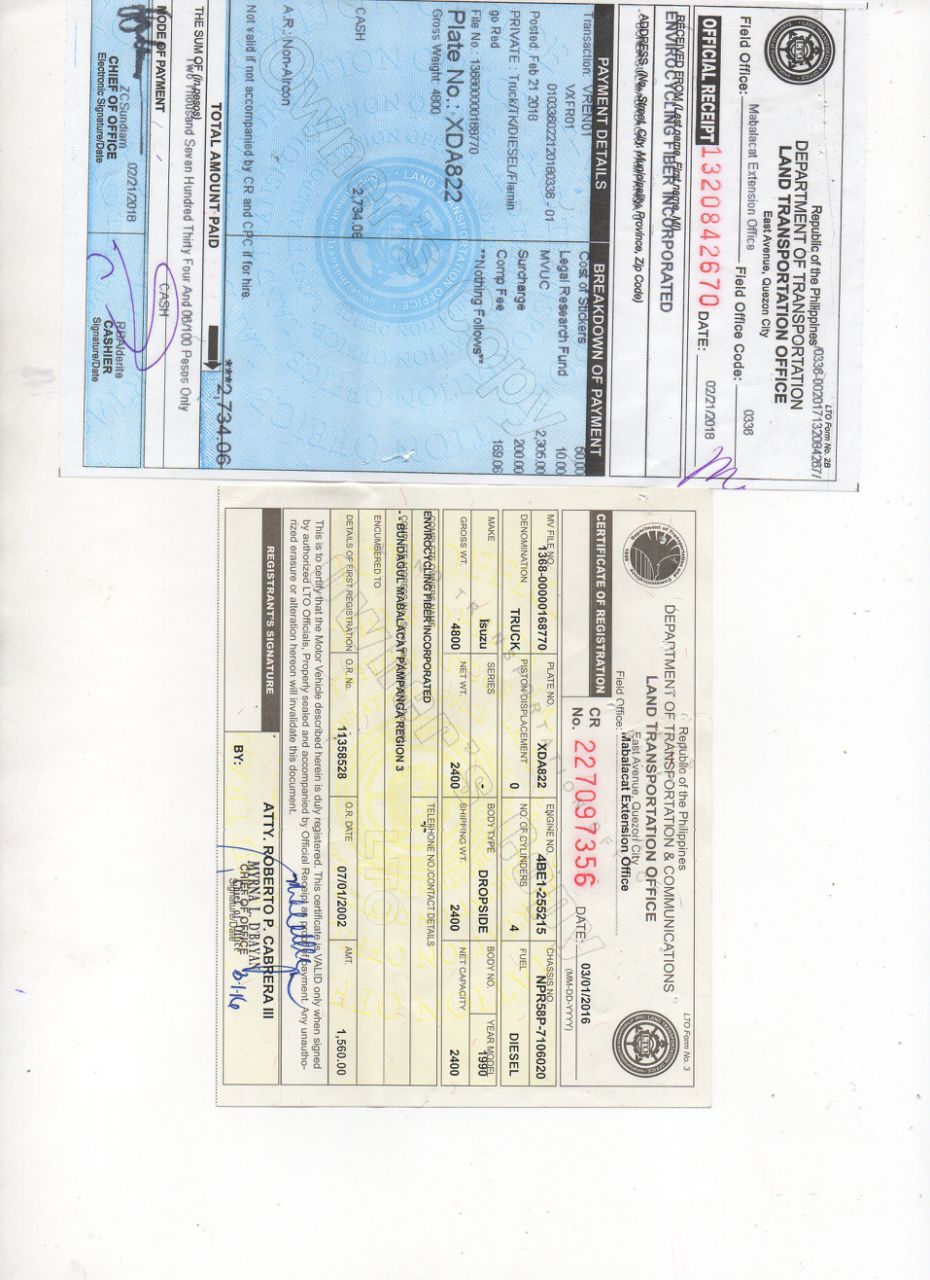 LTO Form No. 2B
0336-0020171320842677
Republic of the Philippines
DEPARTMENT OF TRANSPORTATION
LAND TRANSPORTATION OFFICE
East Avenue, Quezon City
Field Office: Mabalacat Extension Office Field Office Code: 0336
OFFICIAL RECEIPT 1320842670 DATE: 02/21/2018
RECEIVED FROM (Last name, First name, MI)
ENVIROCYCLING FIBER INCORPORATED
ADDRESS, (No., Street, City, Municipality, Province, Zip Code)
PAYMENT DETAILS BREAKDOWN OF PAYMENT
Transaction: VREN01
VXFR01
0103360221201803 36 - 01
Posted: Feb 21 2018
PRIVATE : Truck/TK/DIESEL/Flamin
go Red
File No.: 136800000168770
Plate No.: XDA822
Gross Weight: 4800
Cost of Stickers 50.00
Legal Research Fund 10.00
MVUC 2,305.00
Surcharge 200.00
Comp Fee 169.06
**Nothing Follows**
CASH 2,734.06
A.R.: Non-Aircon
Not valid if not accompanied by CR and CPC if for hire.
TOTAL AMOUNT PAID ***2,734.06
THE SUM OF (in pesos)
Two Thousand Seven Hundred Thirty Four And 06/100 Pesos Only
MODE OF PAYMENT CASH
ZCSundiam 02/21/2018
CHIEF OF OFFICE
Electronic Signature/Date
RBAlderite
CASHIER
Signature/Date
Owner's Copy
LTO Form No. 3
Republic of the Philippines
DEPARTMENT OF TRANSPORTATION & COMMUNICATIONS
LAND TRANSPORTATION OFFICE
East Avenue, Quezon City
Field Office: Mabalacat Extension Office
CERTIFICATE OF REGISTRATION CR No. 227097356 DATE: 03/01/2016
(MM-DD-YYYY)
MV FILE NO. PLATE NO. ENGINE NO. CHASSIS NO.
1368-00000168770 XDA822 4BE1-255215 NPR58P-7106020
DENOMINATION PISTON DISPLACEMENT NO. OF CYLINDERS FUEL
TRUCK 0 4 DIESEL
MAKE SERIES BODY TYPE BODY NO. YEAR MODEL
Isuzu - DROPSIDE 1990
GROSS WT. NET WT. SHIPPING WT. NET CAPACITY
4800 2400 2400 2400
ENVIROCYCLING FIBER INCORPORATED
TELEPHONE NO./CONTACT DETAILS
BUNDAGUL MABALACAT PAMPANGA REGION 3
ENCUMBERED TO
DETAILS OF FIRST REGISTRATION O.R. No. O.R. DATE AMT.
11358528 07/01/2002 1,560.00
This is to certify that the Motor Vehicle described herein is duly registered. This certificate is VALID only when signed
by authorized LTO Officials, Properly sealed and accompanied by Official Receipt as proof of payment. Any unautho-
rized erasure or alteration hereon will invalidate this document.
REGISTRANT'S SIGNATURE
ATTY. ROBERTO P. CABRERA III
BY:
MYRNA L. D'BAYAN
CHIEF OF OFFICE
Signature/Date
3-1-16